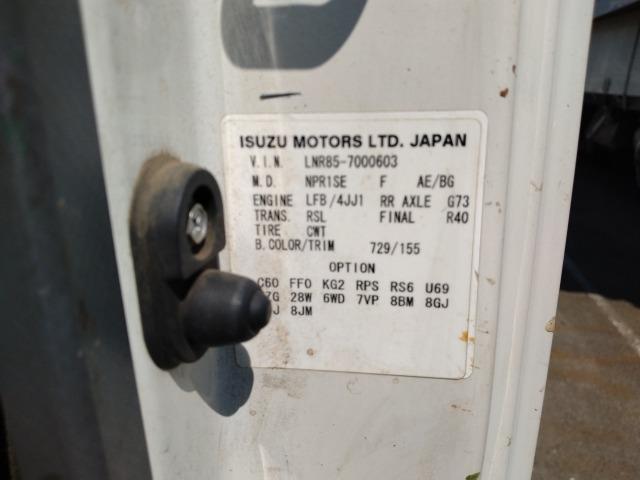 ISUZU MOTORS LTD. JAPAN
V.I.N. LNR85-7000603
M.D. NPR1SE F AE/BG
ENGINE LFB/4JJ1 RR AXLE G73
TRANS. RSL FINAL R40
TIRE CWT
B.COLOR/TRIM 729/155
OPTION
C60 FF0 KG2 RPS RS6 U69
28W 6WD 7VP 8BM 8GJ
8JM